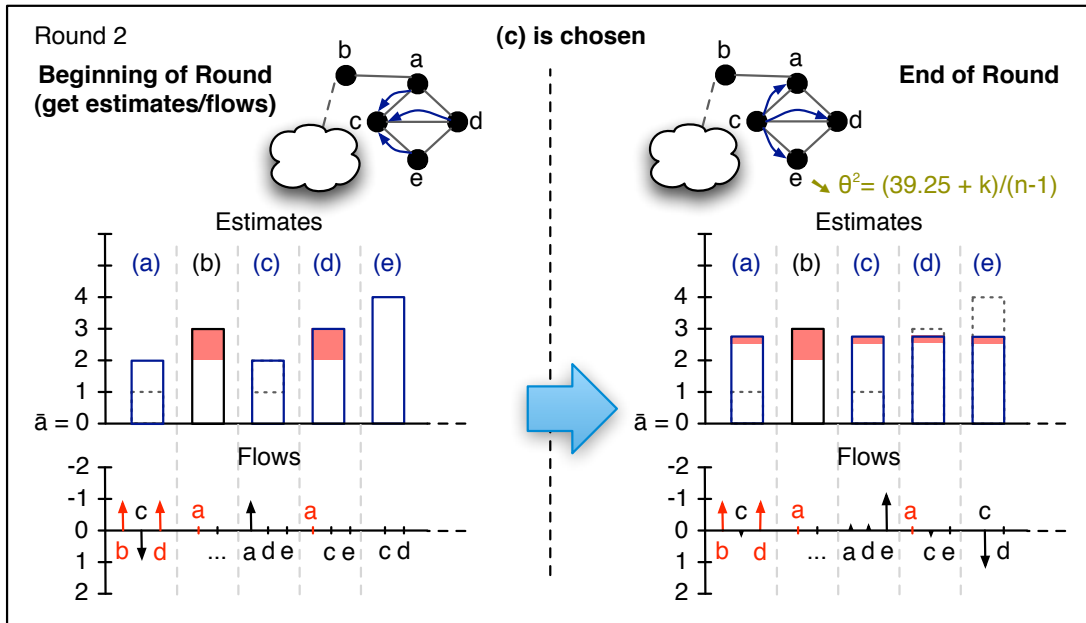 Round 2
(c) is chosen
Beginning of Round
(get estimates/flows)
End of Round
b
a
c
d
e
b
a
c
d
e
θ²= (39.25 + k)/(n-1)
Estimates
(a) (b) (c) (d) (e)
4
3
2
1
ā = 0
Flows
-2
-1
0
1
2
c a a
b d ... a d e c e c d
Estimates
(a) (b) (c) (d) (e)
4
3
2
1
ā = 0
Flows
-2
-1
0
1
2
c a a c
b d ... a d e c e d